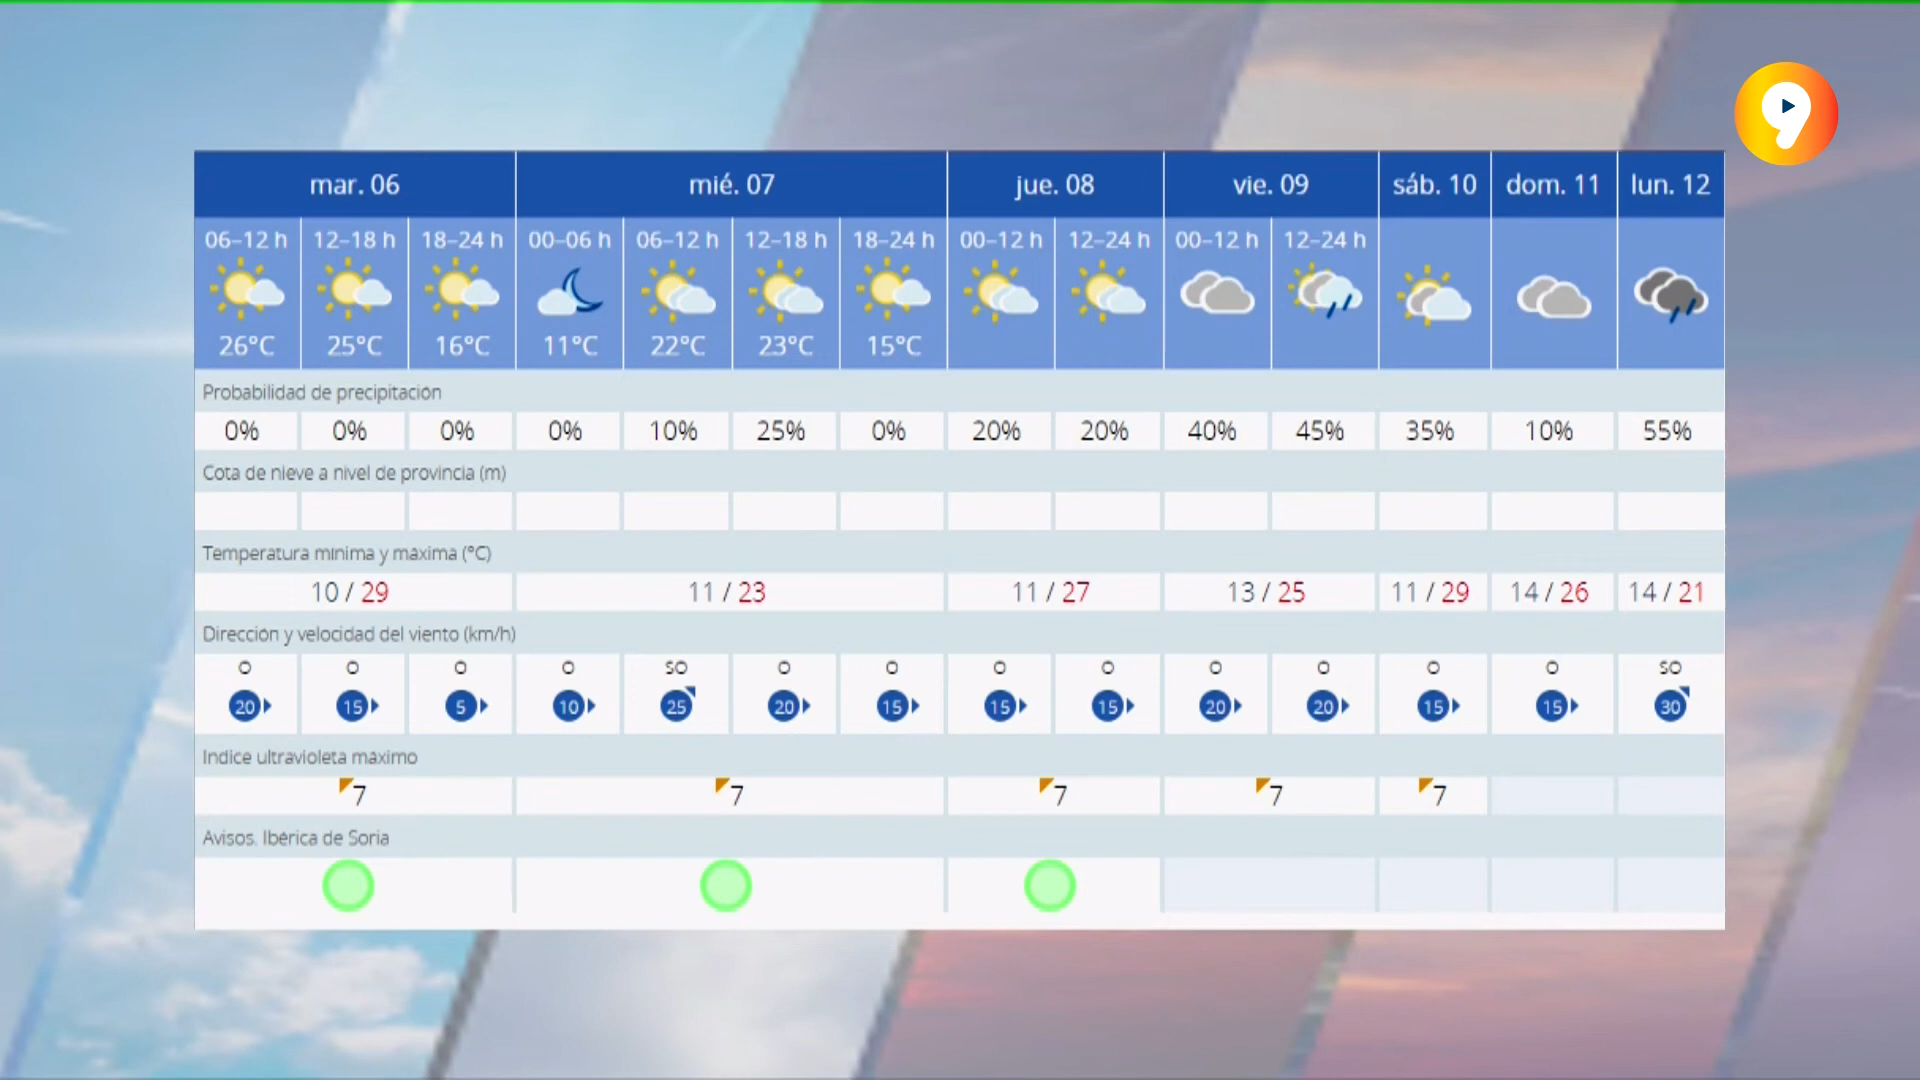 9
mar. 06 mié. 07 jue. 08 vie. 09 sáb. 10 dom. 11 lun. 12
06–12 h 12–18 h 18–24 h 00–06 h 06–12 h 12–18 h 18–24 h 00–12 h 12–24 h 00–12 h 12–24 h
26°C 25°C 16°C 11°C 22°C 23°C 15°C
Probabilidad de precipitación
0% 0% 0% 0% 10% 25% 0% 20% 20% 40% 45% 35% 10% 55%
Cota de nieve a nivel de provincia (m)
Temperatura mínima y máxima (°C)
10 / 29 11 / 23 11 / 27 13 / 25 11 / 29 14 / 26 14 / 21
Dirección y velocidad del viento (km/h)
O O O O SO O O O O O O O O SO
20 15 5 10 25 20 15 15 15 20 20 15 15 30
Indice ultravioleta máximo
7 7 7 7 7
Avisos. Ibérica de Soria